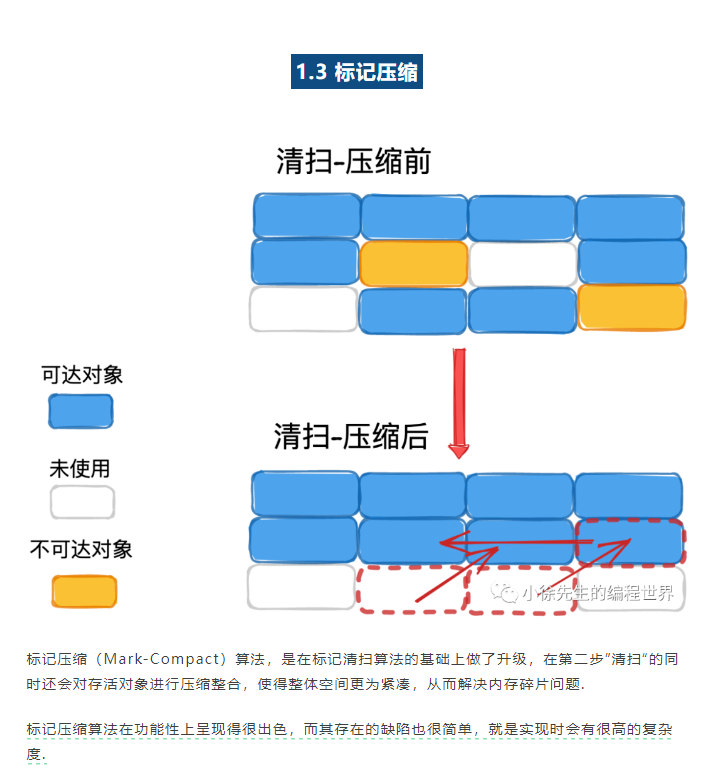 1.3 标记压缩
清扫-压缩前
可达对象
清扫-压缩后
未使用
不可达对象
小徐先生的编程世界
标记压缩（Mark-Compact）算法，是在标记清扫算法的基础上做了升级，在第二步”清扫“的同
时还会对存活对象进行压缩整合，使得整体空间更为紧凑，从而解决内存碎片问题.
标记压缩算法在功能性上呈现得很出色，而其存在的缺陷也很简单，就是实现时会有很高的复杂
度.